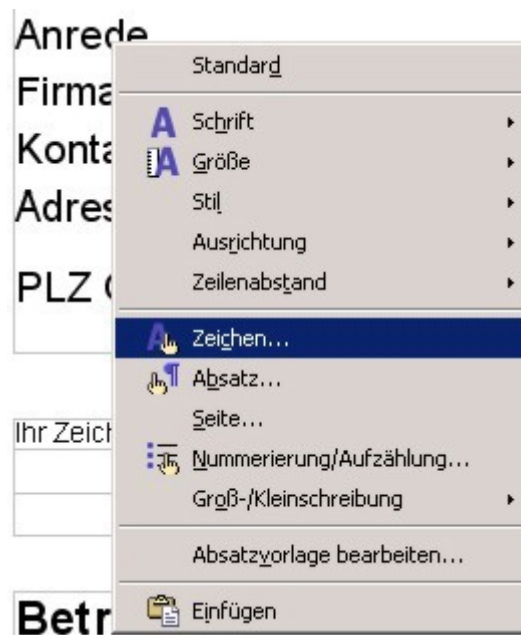 Anrede
Standard
Firma
Schrift
Konta
Größe
Adres
Stil
Ausrichtung
PLZ
Zeilenabstand
Zeichen...
Absatz...
Seite...
Ihr Zeich
Nummerierung/Aufzählung...
Groß-/Kleinschreibung
Absatzvorlage bearbeiten...
Betr
Einfügen